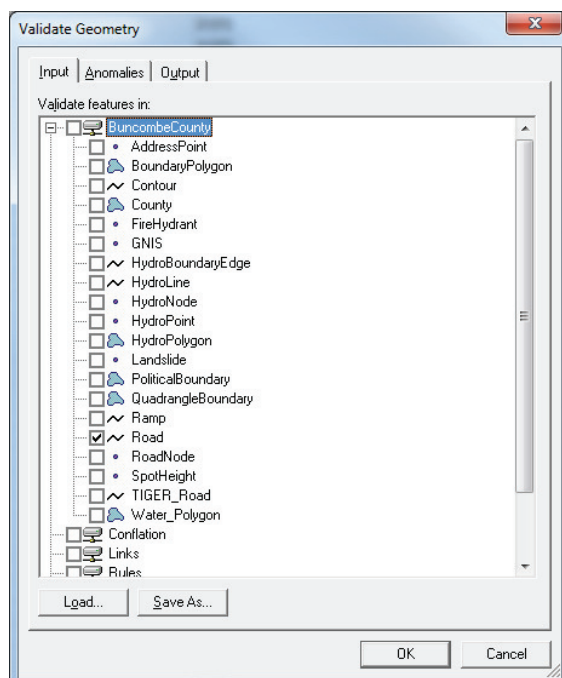 Validate Geometry
Input Anomalies Output
Validate features in:
BuncombeCounty
AddressPoint
BoundaryPolygon
Contour
County
FireHydrant
GNIS
HydroBoundaryEdge
HydroLine
HydroNode
HydroPoint
HydroPolygon
Landslide
PoliticalBoundary
QuadrangleBoundary
Ramp
Road
RoadNode
SpotHeight
TIGER_Road
Water_Polygon
Conflation
Links
Rules
Load... Save As...
OK Cancel